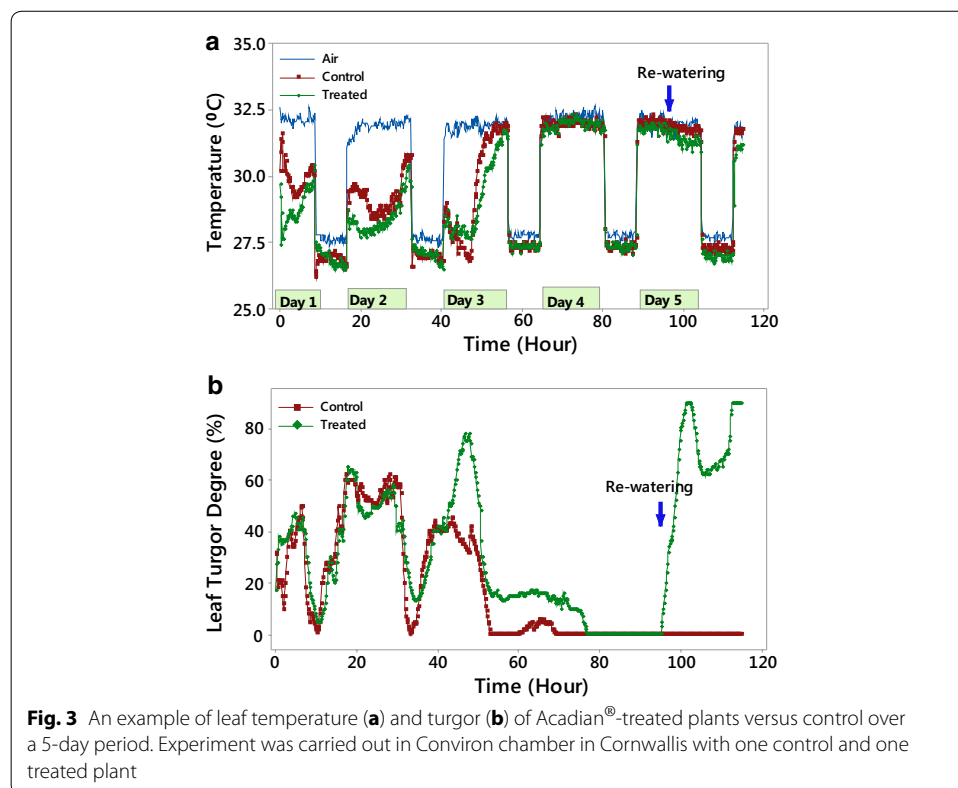 a
35.0
32.5
30.0
27.5
25.0
Temperature (⁰C)
Air
Control
Treated
Re-watering
Day 1
Day 2
Day 3
Day 4
Day 5
0
20
40
60
80
100
120
Time (Hour)
b
80
60
40
20
0
Leaf Turgor Degree (%)
Control
Treated
Re-watering
0
20
40
60
80
100
120
Time (Hour)
Fig. 3 An example of leaf temperature (a) and turgor (b) of Acadian®-treated plants versus control over
a 5-day period. Experiment was carried out in Conviron chamber in Cornwallis with one control and one
treated plant